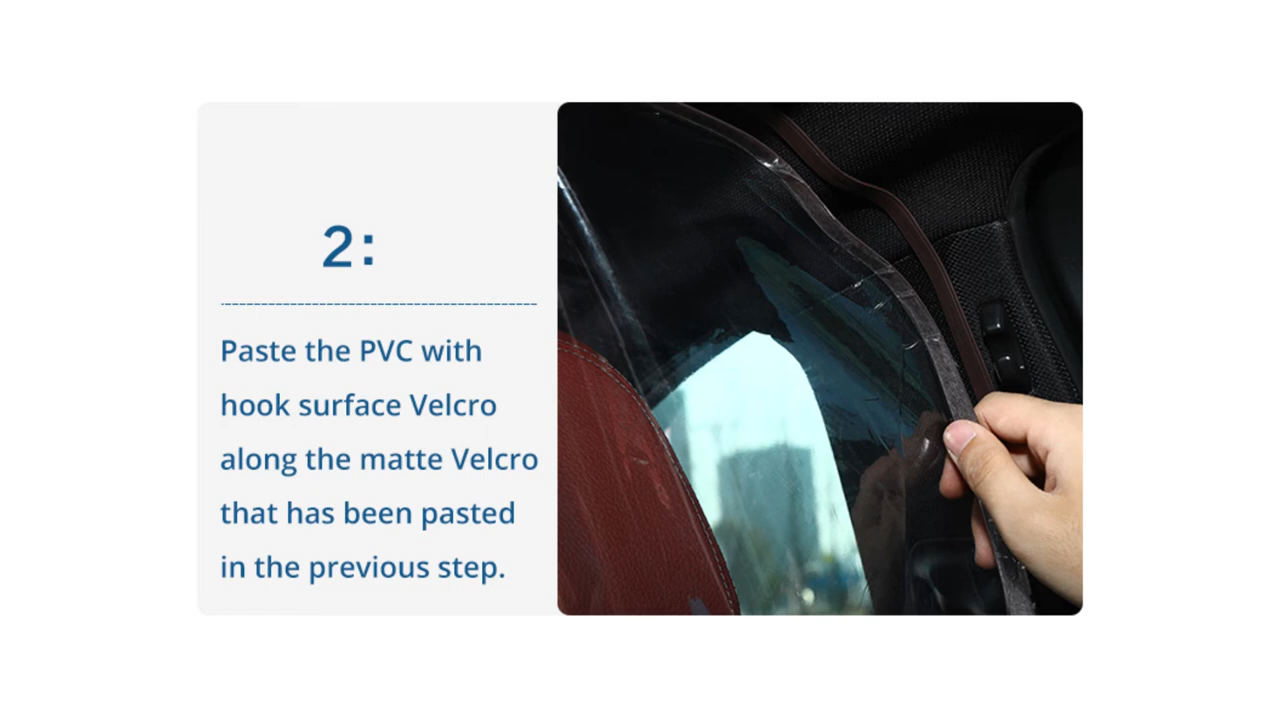 2:
Paste the PVC with
hook surface Velcro
along the matte Velcro
that has been pasted
in the previous step.